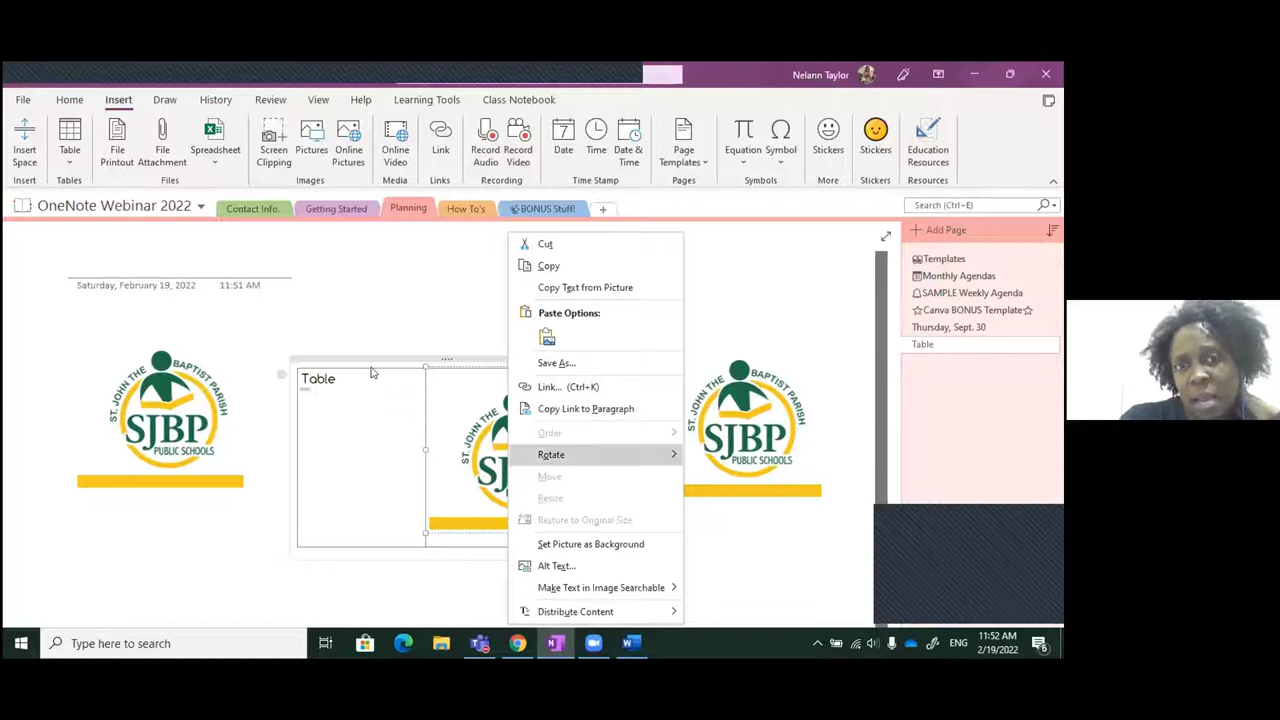 Nelann Taylor
File Home Insert Draw History Review View Help Learning Tools Class Notebook
Insert Space Table File Printout File Attachment Spreadsheet Screen Clipping Pictures Online Pictures Online Video Link Record Audio Record Video Date Time Date & Time Page Templates Equation Symbol Stickers Stickers Education Resources
Insert Tables Files Images Media Links Recording Time Stamp Pages Symbols More Stickers Resources
OneNote Webinar 2022 Contact Info. Getting Started Planning How To's BONUS Stuff! Search (Ctrl+E)
Add Page
Templates
Monthly Agendas
SAMPLE Weekly Agenda
Canva BONUS Template
Thursday, Sept. 30
Table
Saturday, February 19, 2022 11:51 AM
ST. JOHN THE BAPTIST PARISH
SJBP
PUBLIC SCHOOLS
Table
Cut
Copy
Copy Text from Picture
Paste Options:
Save As...
Link... (Ctrl+K)
Copy Link to Paragraph
Order
Rotate
Move
Resize
Restore to Original Size
Set Picture as Background
Alt Text...
Make Text in Image Searchable
Distribute Content
ST. JOHN THE BAPTIST PARISH
SJBP
PUBLIC SCHOOLS
Type here to search
ENG
11:52 AM
2/19/2022